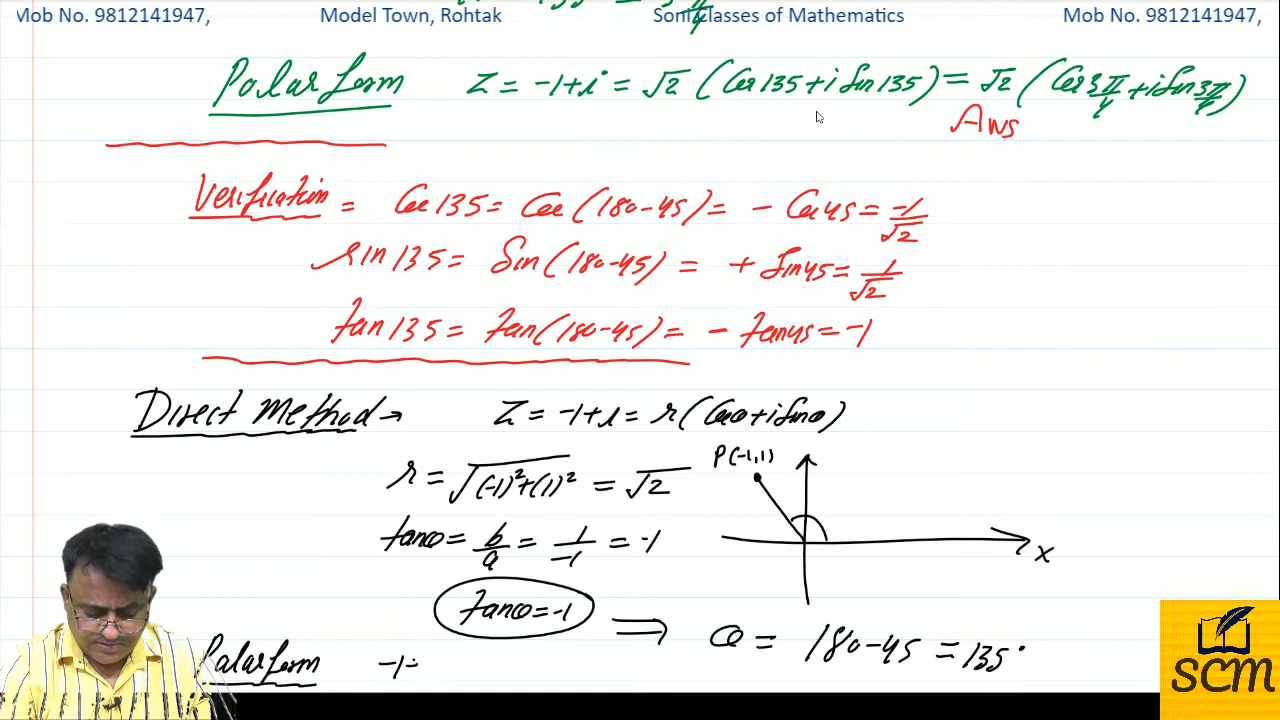 Mob No. 9812141947, Model Town, Rohtak Soni Classes of Mathematics Mob No. 9812141947,
Polar form Z = -1+i = √2 (Cos 135 + i Sin 135) = √2 (Cos 3π/4 + i Sin 3π/4)
Ans
Verification = Cos 135 = Cos (180-45) = - Cos 45 = -1/√2
Sin 135 = Sin (180-45) = + Sin 45 = 1/√2
tan 135 = tan (180-45) = - tan 45 = -1
Direct Method → Z = -1+i = r (Cosθ + i Sinθ)
r = √(-1)²+(1)² = √2
P(-1,1)
tanθ = b/a = 1/-1 = -1
X
tanθ = -1 ⇒ θ = 180-45 = 135°
Polar form -1+
SCM